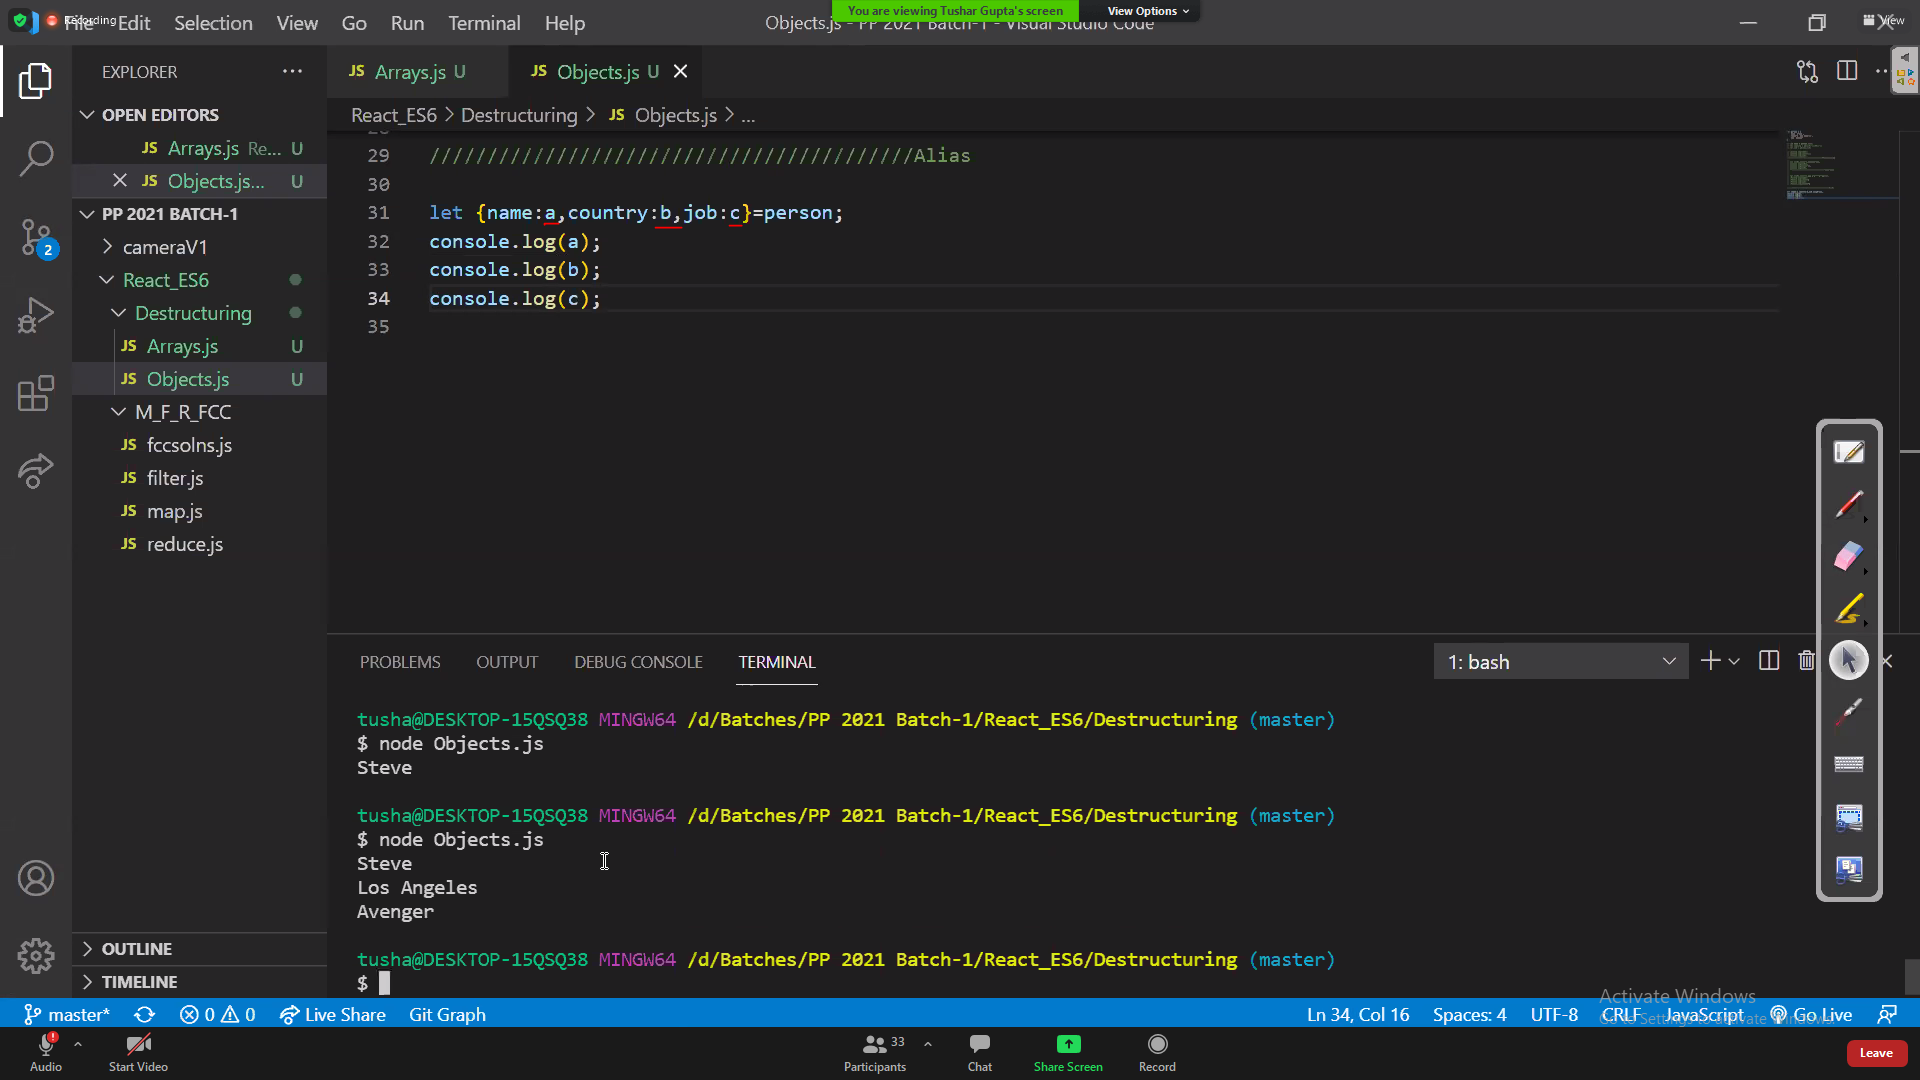 Recording
File Edit Selection View Go Run Terminal Help
Objects.js - PP 2021 Batch-1 - Visual Studio Code
You are viewing Tushar Gupta's screen
View Options
View
EXPLORER
OPEN EDITORS
JS Arrays.js Re... U
JS Objects.js... U
PP 2021 BATCH-1
cameraV1
React_ES6
Destructuring
JS Arrays.js U
JS Objects.js U
M_F_R_FCC
JS fccsolns.js
JS filter.js
JS map.js
JS reduce.js
OUTLINE
TIMELINE
JS Arrays.js U
JS Objects.js U
React_ES6 > Destructuring > JS Objects.js > ...
28
29 //////////////////////////////////////////Alias
30
31 let {name:a,country:b,job:c}=person;
32 console.log(a);
33 console.log(b);
34 console.log(c);
35
PROBLEMS OUTPUT DEBUG CONSOLE TERMINAL
1: bash
tusha@DESKTOP-15QSQ38 MINGW64 /d/Batches/PP 2021 Batch-1/React_ES6/Destructuring (master)
$ node Objects.js
Steve
tusha@DESKTOP-15QSQ38 MINGW64 /d/Batches/PP 2021 Batch-1/React_ES6/Destructuring (master)
$ node Objects.js
Steve
Los Angeles
Avenger
tusha@DESKTOP-15QSQ38 MINGW64 /d/Batches/PP 2021 Batch-1/React_ES6/Destructuring (master)
$
Activate Windows
Go to Settings to activate Windows.
2
master* 0 0 Live Share Git Graph
Ln 34, Col 16 Spaces: 4 UTF-8 CRLF JavaScript Go Live
Audio Start Video
33
Participants Chat Share Screen Record
Leave